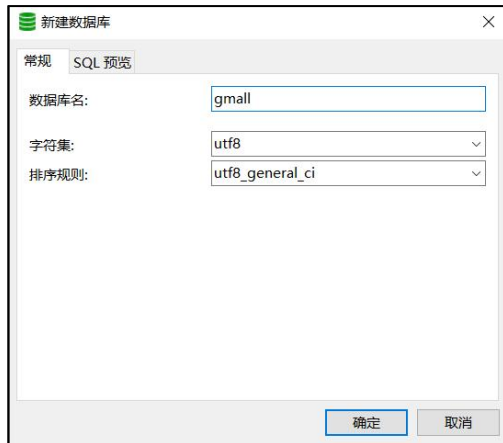 新建数据库
常规 SQL 预览
数据库名: gmall
字符集: utf8
排序规则: utf8_general_ci
确定 取消